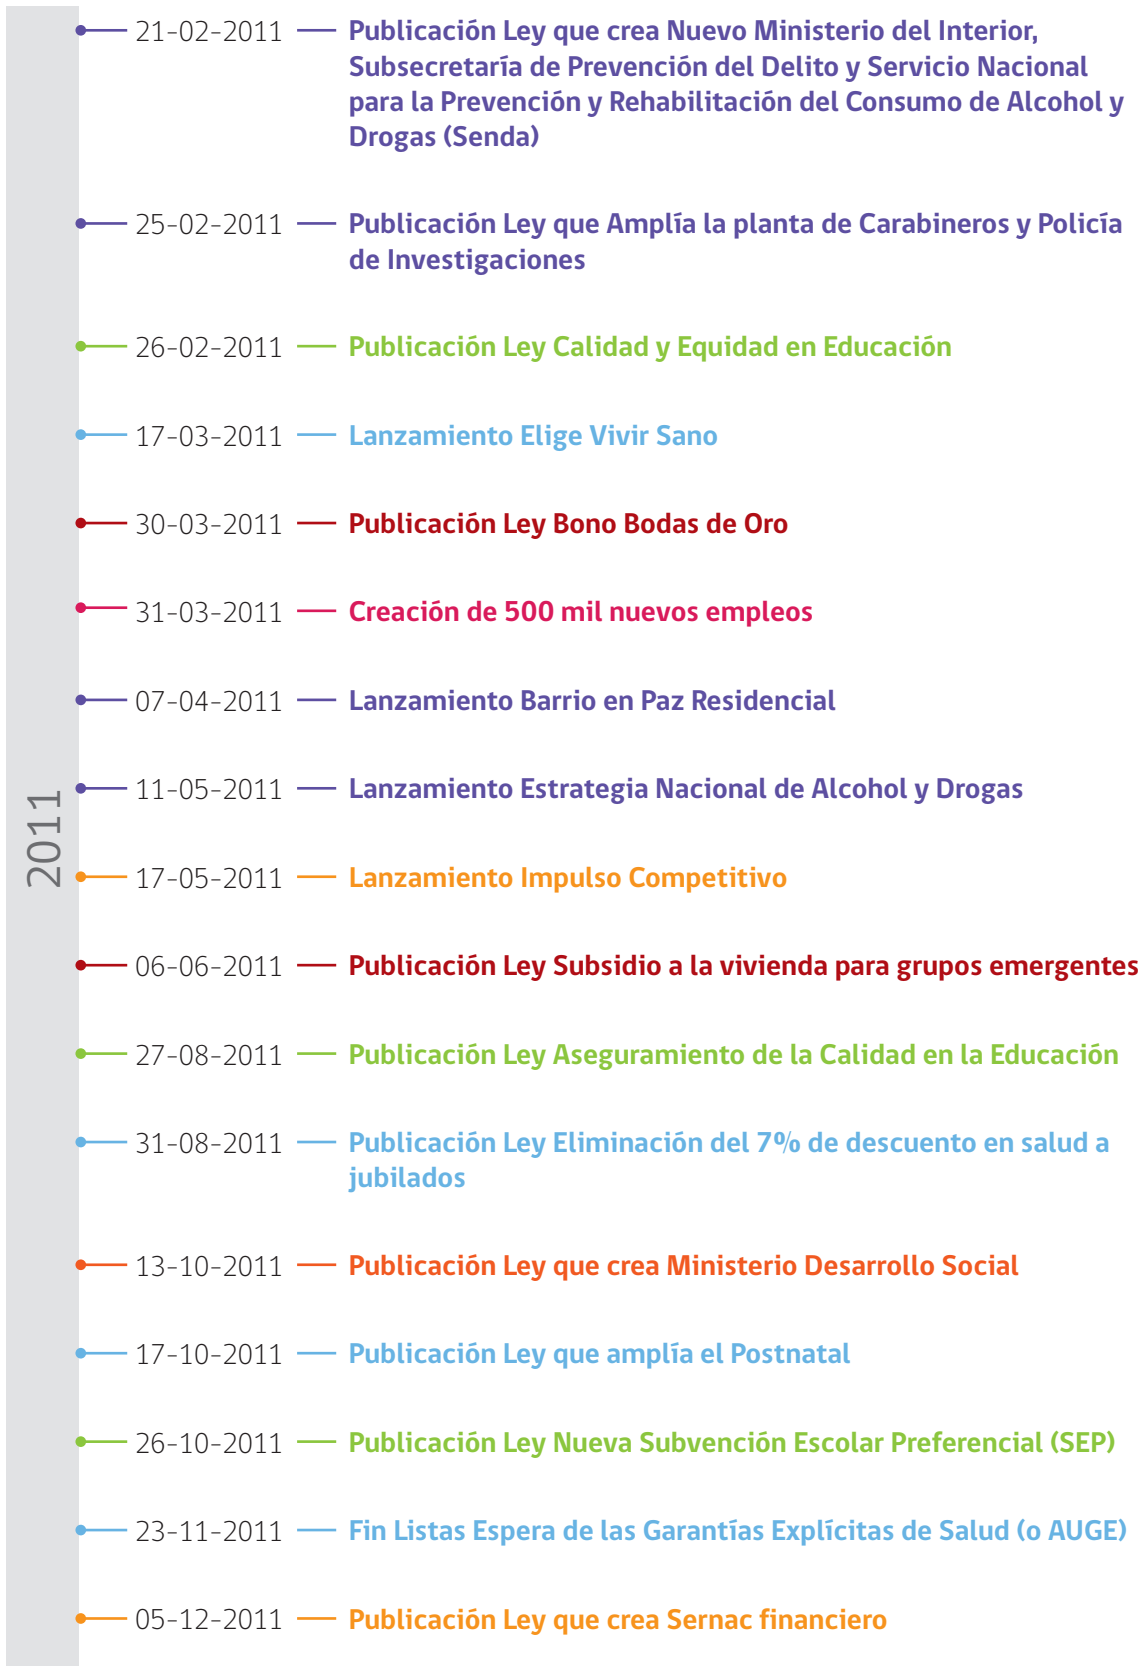 2011
21-02-2011 Publicación Ley que crea Nuevo Ministerio del Interior,
Subsecretaría de Prevención del Delito y Servicio Nacional
para la Prevención y Rehabilitación del Consumo de Alcohol y
Drogas (Senda)
25-02-2011 Publicación Ley que Amplía la planta de Carabineros y Policía
de Investigaciones
26-02-2011 Publicación Ley Calidad y Equidad en Educación
17-03-2011 Lanzamiento Elige Vivir Sano
30-03-2011 Publicación Ley Bono Bodas de Oro
31-03-2011 Creación de 500 mil nuevos empleos
07-04-2011 Lanzamiento Barrio en Paz Residencial
11-05-2011 Lanzamiento Estrategia Nacional de Alcohol y Drogas
17-05-2011 Lanzamiento Impulso Competitivo
06-06-2011 Publicación Ley Subsidio a la vivienda para grupos emergentes
27-08-2011 Publicación Ley Aseguramiento de la Calidad en la Educación
31-08-2011 Publicación Ley Eliminación del 7% de descuento en salud a
jubilados
13-10-2011 Publicación Ley que crea Ministerio Desarrollo Social
17-10-2011 Publicación Ley que amplía el Postnatal
26-10-2011 Publicación Ley Nueva Subvención Escolar Preferencial (SEP)
23-11-2011 Fin Listas Espera de las Garantías Explícitas de Salud (o AUGE)
05-12-2011 Publicación Ley que crea Sernac financiero